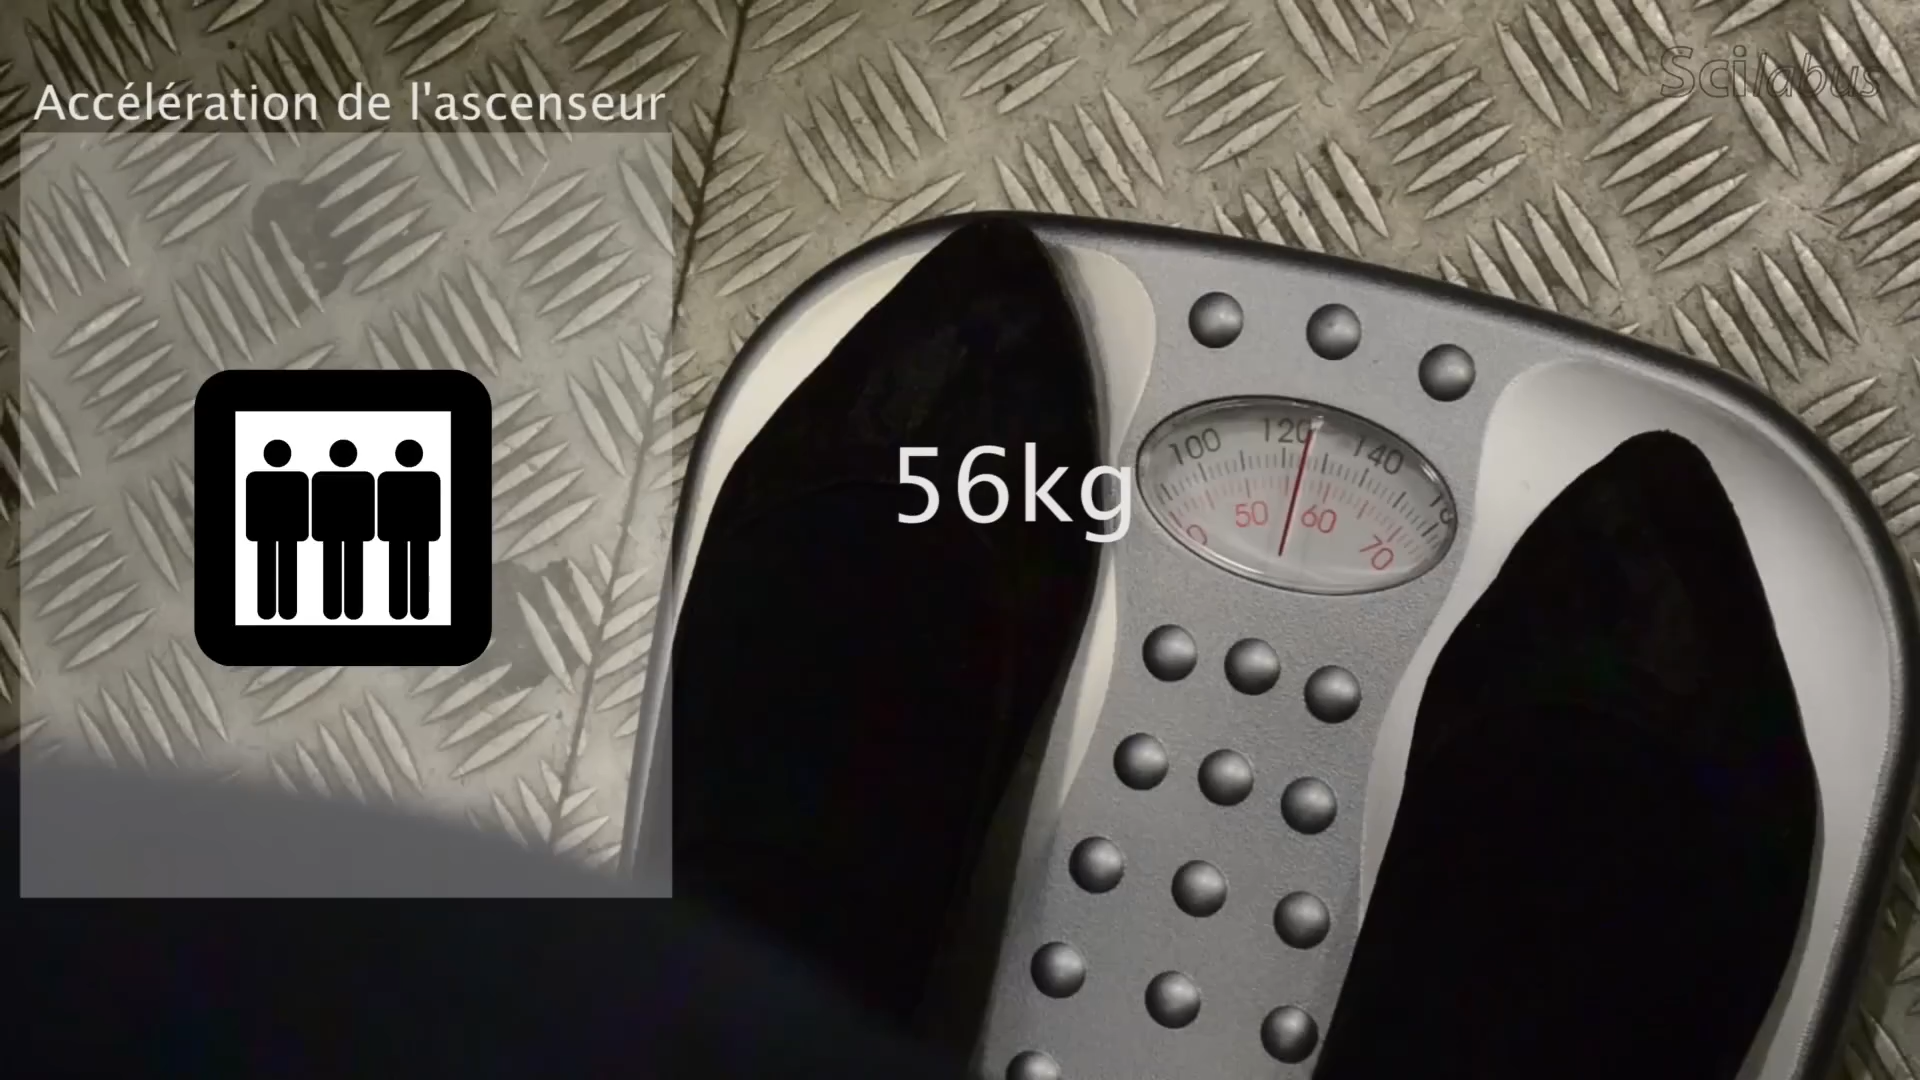 Accélération de l'ascenseur
Scilabus
56kg
100 120 140
50 60 70